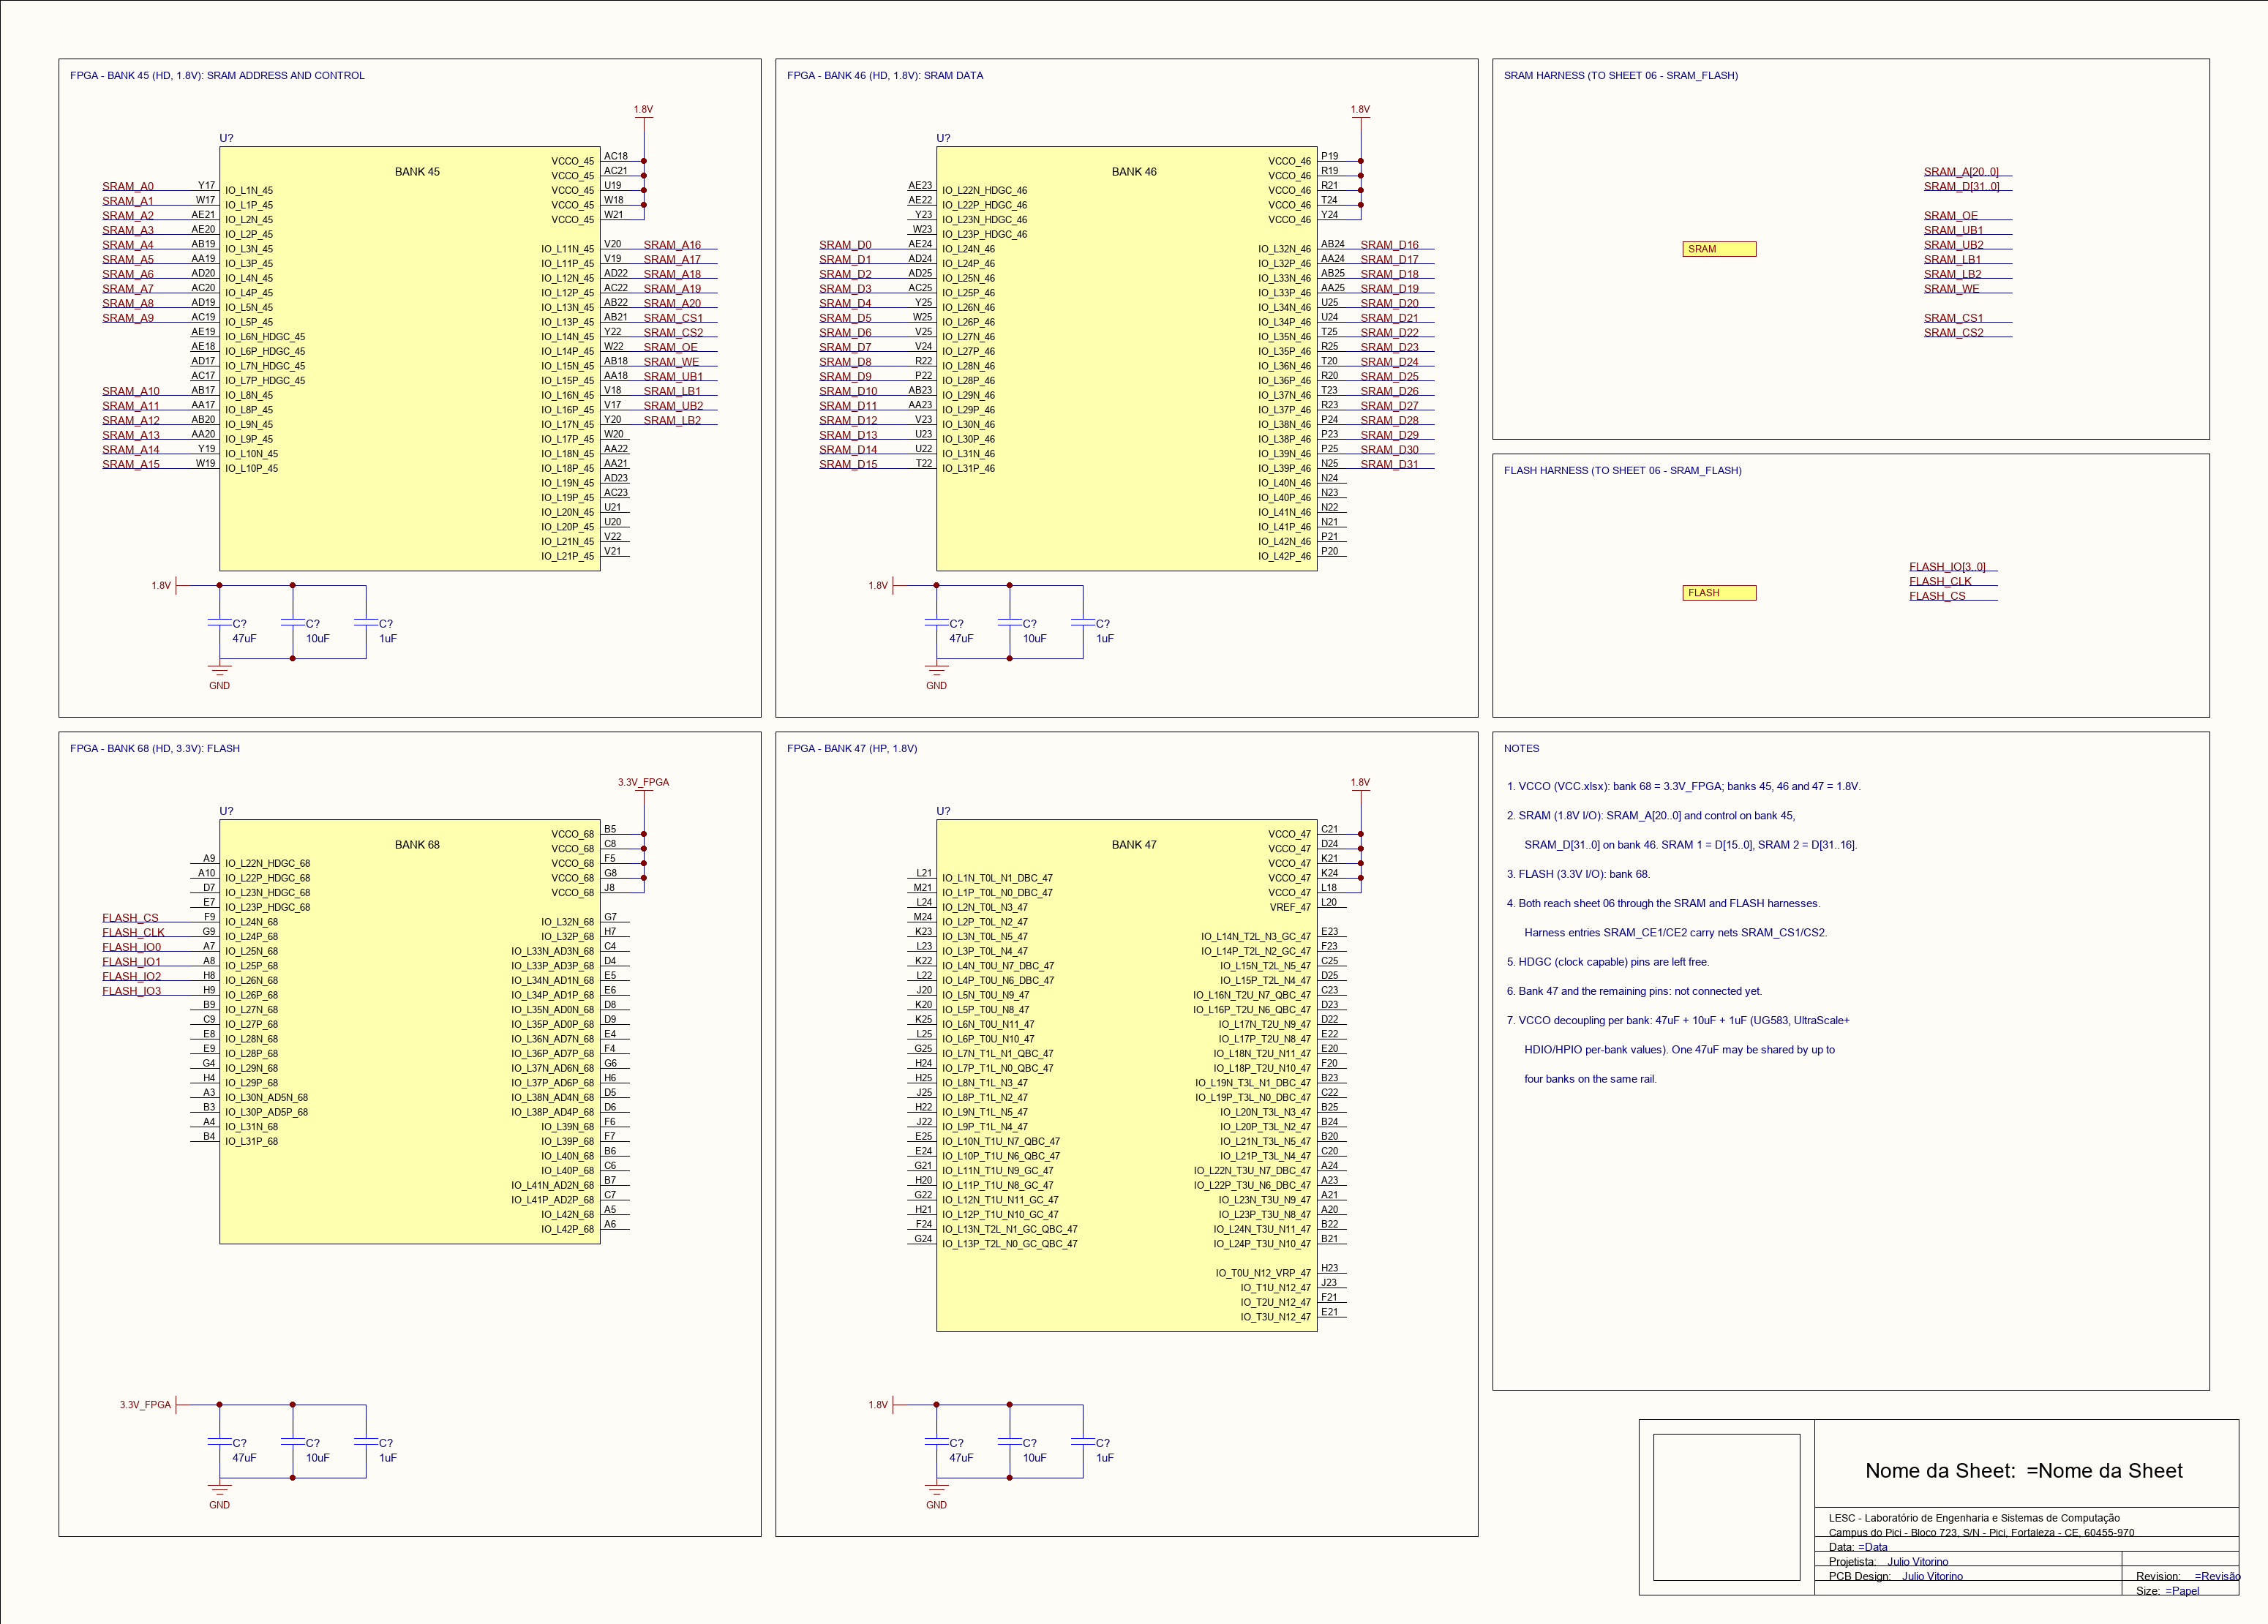 FPGA - BANK 45 (HD, 1.8V): SRAM ADDRESS AND CONTROL
1.8V
U?
BANK 45
SRAM_A0 Y17 IO_L1N_45
SRAM_A1 W17 IO_L1P_45
SRAM_A2 AE21 IO_L2N_45
SRAM_A3 AE20 IO_L2P_45
SRAM_A4 AB19 IO_L3N_45
SRAM_A5 AA19 IO_L3P_45
SRAM_A6 AD20 IO_L4N_45
SRAM_A7 AC20 IO_L4P_45
SRAM_A8 AD19 IO_L5N_45
SRAM_A9 AC19 IO_L5P_45
AE19 IO_L6N_HDGC_45
AE18 IO_L6P_HDGC_45
AD17 IO_L7N_HDGC_45
AC17 IO_L7P_HDGC_45
SRAM_A10 AB17 IO_L8N_45
SRAM_A11 AA17 IO_L8P_45
SRAM_A12 AB20 IO_L9N_45
SRAM_A13 AA20 IO_L9P_45
SRAM_A14 Y19 IO_L10N_45
SRAM_A15 W19 IO_L10P_45
VCCO_45 AC18
VCCO_45 AC21
VCCO_45 U19
VCCO_45 W18
VCCO_45 W21
IO_L11N_45 V20 SRAM_A16
IO_L11P_45 V19 SRAM_A17
IO_L12N_45 AD22 SRAM_A18
IO_L12P_45 AC22 SRAM_A19
IO_L13N_45 AB22 SRAM_A20
IO_L13P_45 AB21 SRAM_CS1
IO_L14N_45 Y22 SRAM_CS2
IO_L14P_45 W22 SRAM_OE
IO_L15N_45 AB18 SRAM_WE
IO_L15P_45 AA18 SRAM_UB1
IO_L16N_45 V18 SRAM_LB1
IO_L16P_45 V17 SRAM_UB2
IO_L17N_45 Y20 SRAM_LB2
IO_L17P_45 W20
IO_L18N_45 AA22
IO_L18P_45 AA21
IO_L19N_45 AD23
IO_L19P_45 AC23
IO_L20N_45 U21
IO_L20P_45 U20
IO_L21N_45 V22
IO_L21P_45 V21
1.8V
C? C? C?
47uF 10uF 1uF
GND
FPGA - BANK 46 (HD, 1.8V): SRAM DATA
1.8V
U?
BANK 46
AE23 IO_L22N_HDGC_46
AE22 IO_L22P_HDGC_46
Y23 IO_L23N_HDGC_46
W23 IO_L23P_HDGC_46
SRAM_D0 AE24 IO_L24N_46
SRAM_D1 AD24 IO_L24P_46
SRAM_D2 AD25 IO_L25N_46
SRAM_D3 AC25 IO_L25P_46
SRAM_D4 Y25 IO_L26N_46
SRAM_D5 W25 IO_L26P_46
SRAM_D6 V25 IO_L27N_46
SRAM_D7 V24 IO_L27P_46
SRAM_D8 R22 IO_L28N_46
SRAM_D9 P22 IO_L28P_46
SRAM_D10 AB23 IO_L29N_46
SRAM_D11 AA23 IO_L29P_46
SRAM_D12 V23 IO_L30N_46
SRAM_D13 U23 IO_L30P_46
SRAM_D14 U22 IO_L31N_46
SRAM_D15 T22 IO_L31P_46
VCCO_46 P19
VCCO_46 R19
VCCO_46 R21
VCCO_46 T24
VCCO_46 Y24
IO_L32N_46 AB24 SRAM_D16
IO_L32P_46 AA24 SRAM_D17
IO_L33N_46 AB25 SRAM_D18
IO_L33P_46 AA25 SRAM_D19
IO_L34N_46 U25 SRAM_D20
IO_L34P_46 U24 SRAM_D21
IO_L35N_46 T25 SRAM_D22
IO_L35P_46 R25 SRAM_D23
IO_L36N_46 T20 SRAM_D24
IO_L36P_46 R20 SRAM_D25
IO_L37N_46 T23 SRAM_D26
IO_L37P_46 R23 SRAM_D27
IO_L38N_46 P24 SRAM_D28
IO_L38P_46 P23 SRAM_D29
IO_L39N_46 P25 SRAM_D30
IO_L39P_46 N25 SRAM_D31
IO_L40N_46 N24
IO_L40P_46 N23
IO_L41N_46 N22
IO_L41P_46 N21
IO_L42N_46 P21
IO_L42P_46 P20
1.8V
C? C? C?
47uF 10uF 1uF
GND
SRAM HARNESS (TO SHEET 06 - SRAM_FLASH)
SRAM
SRAM_A[20..0]
SRAM_D[31..0]
SRAM_OE
SRAM_UB1
SRAM_UB2
SRAM_LB1
SRAM_LB2
SRAM_WE
SRAM_CS1
SRAM_CS2
FLASH HARNESS (TO SHEET 06 - SRAM_FLASH)
FLASH
FLASH_IO[3..0]
FLASH_CLK
FLASH_CS
FPGA - BANK 68 (HD, 3.3V): FLASH
3.3V_FPGA
U?
BANK 68
A9 IO_L22N_HDGC_68
A10 IO_L22P_HDGC_68
D7 IO_L23N_HDGC_68
E7 IO_L23P_HDGC_68
FLASH_CS F9 IO_L24N_68
FLASH_CLK G9 IO_L24P_68
FLASH_IO0 A7 IO_L25N_68
FLASH_IO1 A8 IO_L25P_68
FLASH_IO2 H8 IO_L26N_68
FLASH_IO3 H9 IO_L26P_68
B9 IO_L27N_68
C9 IO_L27P_68
E8 IO_L28N_68
E9 IO_L28P_68
G4 IO_L29N_68
H4 IO_L29P_68
A3 IO_L30N_AD5N_68
B3 IO_L30P_AD5P_68
A4 IO_L31N_68
B4 IO_L31P_68
VCCO_68 B5
VCCO_68 C8
VCCO_68 F5
VCCO_68 G8
VCCO_68 J8
IO_L32N_68 G7
IO_L32P_68 H7
IO_L33N_AD3N_68 C4
IO_L33P_AD3P_68 D4
IO_L34N_AD1N_68 E5
IO_L34P_AD1P_68 E6
IO_L35N_AD0N_68 D8
IO_L35P_AD0P_68 D9
IO_L36N_AD7N_68 E4
IO_L36P_AD7P_68 F4
IO_L37N_AD6N_68 G6
IO_L37P_AD6P_68 H6
IO_L38N_AD4N_68 D5
IO_L38P_AD4P_68 D6
IO_L39N_68 F6
IO_L39P_68 F7
IO_L40N_68 B6
IO_L40P_68 C6
IO_L41N_AD2N_68 B7
IO_L41P_AD2P_68 C7
IO_L42N_68 A5
IO_L42P_68 A6
3.3V_FPGA
C? C? C?
47uF 10uF 1uF
GND
FPGA - BANK 47 (HP, 1.8V)
1.8V
U?
BANK 47
L21 IO_L1N_T0L_N1_DBC_47
M21 IO_L1P_T0L_N0_DBC_47
L24 IO_L2N_T0L_N3_47
M24 IO_L2P_T0L_N2_47
K23 IO_L3N_T0L_N5_47
L23 IO_L3P_T0L_N4_47
K22 IO_L4N_T0U_N7_DBC_47
L22 IO_L4P_T0U_N6_DBC_47
J20 IO_L5N_T0U_N9_47
K20 IO_L5P_T0U_N8_47
K25 IO_L6N_T0U_N11_47
L25 IO_L6P_T0U_N10_47
G25 IO_L7N_T1L_N1_QBC_47
H24 IO_L7P_T1L_N0_QBC_47
H25 IO_L8N_T1L_N3_47
J25 IO_L8P_T1L_N2_47
H22 IO_L9N_T1L_N5_47
J22 IO_L9P_T1L_N4_47
E25 IO_L10N_T1U_N7_QBC_47
E24 IO_L10P_T1U_N6_QBC_47
G21 IO_L11N_T1U_N9_GC_47
H20 IO_L11P_T1U_N8_GC_47
G22 IO_L12N_T1U_N11_GC_47
H21 IO_L12P_T1U_N10_GC_47
F24 IO_L13N_T2L_N1_GC_QBC_47
G24 IO_L13P_T2L_N0_GC_QBC_47
VCCO_47 C21
VCCO_47 D24
VCCO_47 K21
VCCO_47 K24
VCCO_47 L18
VREF_47 L20
IO_L14N_T2L_N3_GC_47 E23
IO_L14P_T2L_N2_GC_47 F23
IO_L15N_T2L_N5_47 C25
IO_L15P_T2L_N4_47 D25
IO_L16N_T2U_N7_QBC_47 C23
IO_L16P_T2U_N6_QBC_47 D23
IO_L17N_T2U_N9_47 D22
IO_L17P_T2U_N8_47 E22
IO_L18N_T2U_N11_47 E20
IO_L18P_T2U_N10_47 F20
IO_L19N_T3L_N1_DBC_47 B23
IO_L19P_T3L_N0_DBC_47 C22
IO_L20N_T3L_N3_47 B25
IO_L20P_T3L_N2_47 B24
IO_L21N_T3L_N5_47 B20
IO_L21P_T3L_N4_47 C20
IO_L22N_T3U_N7_DBC_47 A24
IO_L22P_T3U_N6_DBC_47 A23
IO_L23N_T3U_N9_47 A21
IO_L23P_T3U_N8_47 A20
IO_L24N_T3U_N11_47 B22
IO_L24P_T3U_N10_47 B21
IO_T0U_N12_VRP_47 H23
IO_T1U_N12_47 J23
IO_T2U_N12_47 F21
IO_T3U_N12_47 E21
1.8V
C? C? C?
47uF 10uF 1uF
GND
NOTES
1. VCCO (VCC.xlsx): bank 68 = 3.3V_FPGA; banks 45, 46 and 47 = 1.8V.
2. SRAM (1.8V I/O): SRAM_A[20..0] and control on bank 45,
SRAM_D[31..0] on bank 46. SRAM 1 = D[15..0], SRAM 2 = D[31..16].
3. FLASH (3.3V I/O): bank 68.
4. Both reach sheet 06 through the SRAM and FLASH harnesses.
Harness entries SRAM_CE1/CE2 carry nets SRAM_CS1/CS2.
5. HDGC (clock capable) pins are left free.
6. Bank 47 and the remaining pins: not connected yet.
7. VCCO decoupling per bank: 47uF + 10uF + 1uF (UG583, UltraScale+
HDIO/HPIO per-bank values). One 47uF may be shared by up to
four banks on the same rail.
Nome da Sheet: =Nome da Sheet
LESC - Laboratório de Engenharia e Sistemas de Computação
Campus do Pici - Bloco 723, S/N - Pici, Fortaleza - CE, 60455-970
Data: =Data
Projetista: Julio Vitorino
PCB Design: Julio Vitorino
Revision: =Revisão
Size: =Papel